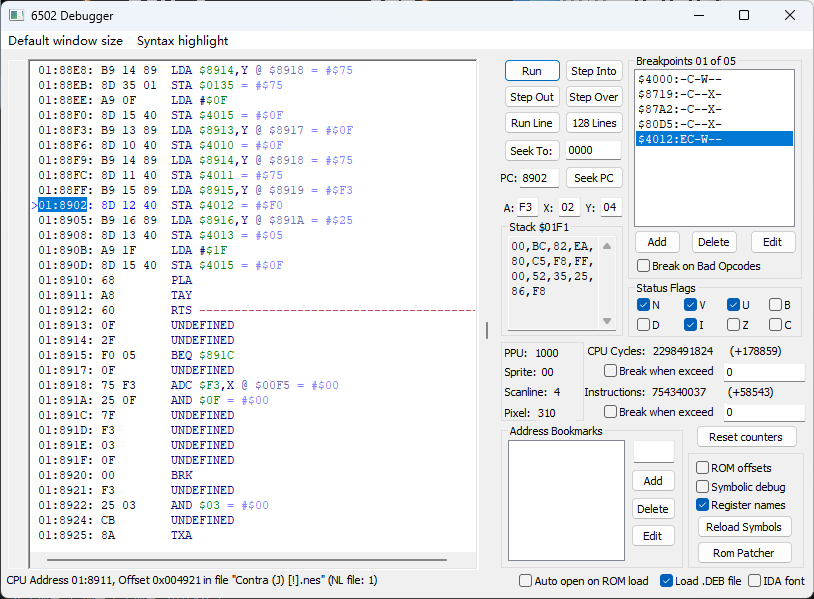 6502 Debugger
Default window size Syntax highlight
01:88E8: B9 14 89 LDA $8914,Y @ $8918 = #$75
01:88EB: 8D 35 01 STA $0135 = #$75
01:88EE: A9 0F LDA #$0F
01:88F0: 8D 15 40 STA $4015 = #$0F
01:88F3: B9 13 89 LDA $8913,Y @ $8917 = #$0F
01:88F6: 8D 10 40 STA $4010 = #$0F
01:88F9: B9 14 89 LDA $8914,Y @ $8918 = #$75
01:88FC: 8D 11 40 STA $4011 = #$75
01:88FF: B9 15 89 LDA $8915,Y @ $8919 = #$F3
>01:8902: 8D 12 40 STA $4012 = #$F0
01:8905: B9 16 89 LDA $8916,Y @ $891A = #$25
01:8908: 8D 13 40 STA $4013 = #$05
01:890B: A9 1F LDA #$1F
01:890D: 8D 15 40 STA $4015 = #$0F
01:8910: 68 PLA
01:8911: A8 TAY
01:8912: 60 RTS ----------------------------------------
01:8913: 0F UNDEFINED
01:8914: 2F UNDEFINED
01:8915: F0 05 BEQ $891C
01:8917: 0F UNDEFINED
01:8918: 75 F3 ADC $F3,X @ $00F5 = #$00
01:891A: 25 0F AND $0F = #$00
01:891C: 7F UNDEFINED
01:891D: F3 UNDEFINED
01:891E: 03 UNDEFINED
01:891F: 0F UNDEFINED
01:8920: 00 BRK
01:8921: F3 UNDEFINED
01:8922: 25 03 AND $03 = #$00
01:8924: CB UNDEFINED
01:8925: 8A TXA
Run Step Into
Step Out Step Over
Run Line 128 Lines
Seek To: 0000
PC: 8902 Seek PC
A: F3 X: 02 Y: 04
Stack $01F1
00,BC,82,EA,
80,C5,F8,FF,
00,52,35,25,
86,F8
Breakpoints 01 of 05
$4000:-C-W--
$8719:-C--X-
$87A2:-C--X-
$80D5:-C--X-
$4012:EC-W--
Add Delete Edit
Break on Bad Opcodes
Status Flags
N V U B
D I Z C
PPU: 1000
Sprite: 00
Scanline: 4
Pixel: 310
CPU Cycles: 2298491824 (+178859)
Break when exceed 0
Instructions: 754340037 (+58543)
Break when exceed 0
Address Bookmarks
Add
Delete
Edit
Reset counters
ROM offsets
Symbolic debug
Register names
Reload Symbols
Rom Patcher
CPU Address 01:8911, Offset 0x004921 in file "Contra (J) [!].nes" (NL file: 1)
Auto open on ROM load Load .DEB file IDA font